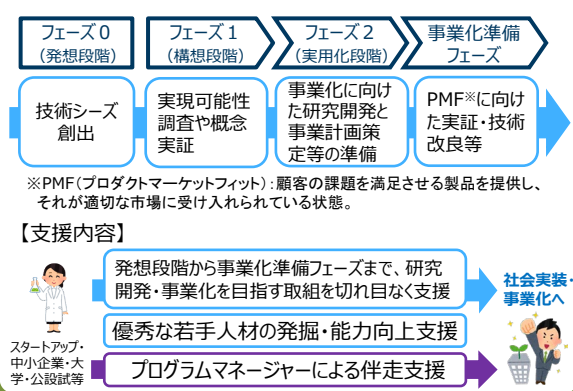 フェーズ0
(発想段階)
フェーズ1
(構想段階)
フェーズ2
(実用化段階)
事業化準備
フェーズ
技術シーズ
創出
実現可能性
調査や概念
実証
事業化に向け
た研究開発と
事業計画策
定等の準備
PMF※に向け
た実証・技術
改良等
※PMF(プロダクトマーケットフィット):顧客の課題を満足させる製品を提供し、
それが適切な市場に受け入れられている状態。
【支援内容】
発想段階から事業化準備フェーズまで、研究
開発・事業化を目指す取組を切れ目なく支援
優秀な若手人材の発掘・能力向上支援
プログラムマネージャーによる伴走支援
スタートアップ・
中小企業・大
学・公設試等
社会実装・
事業化へ